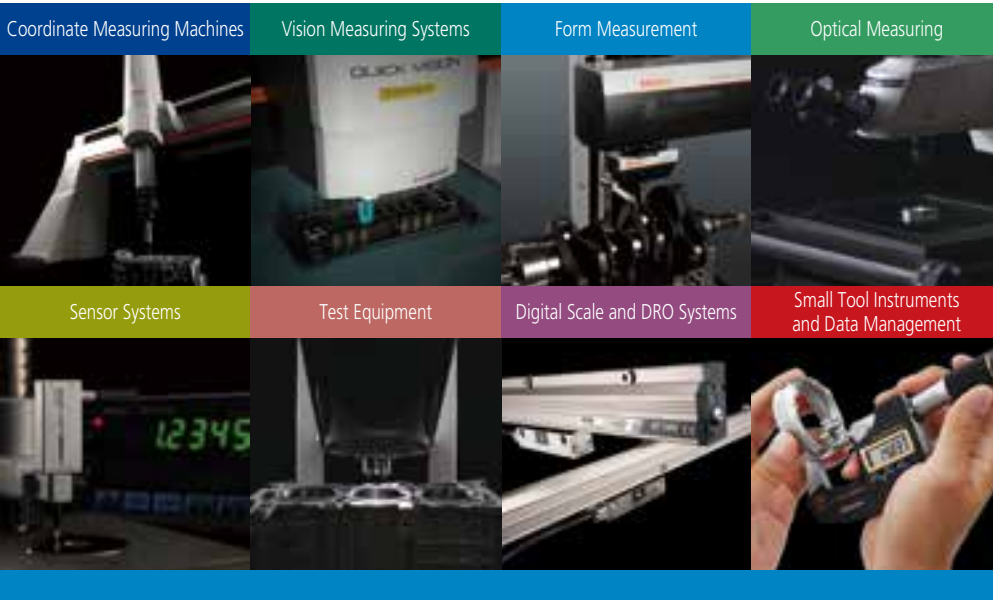 Coordinate Measuring Machines
Vision Measuring Systems
Form Measurement
Optical Measuring
QUICK VISION
Sensor Systems
Test Equipment
Digital Scale and DRO Systems
Small Tool Instruments
and Data Management
12345